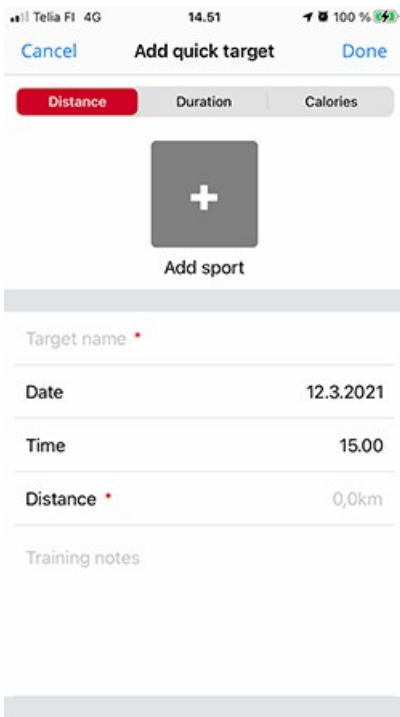 Telia FI 4G 14.51 100 %
Cancel Add quick target Done
Distance Duration Calories
Add sport
Target name *
Date 12.3.2021
Time 15.00
Distance * 0,0km
Training notes